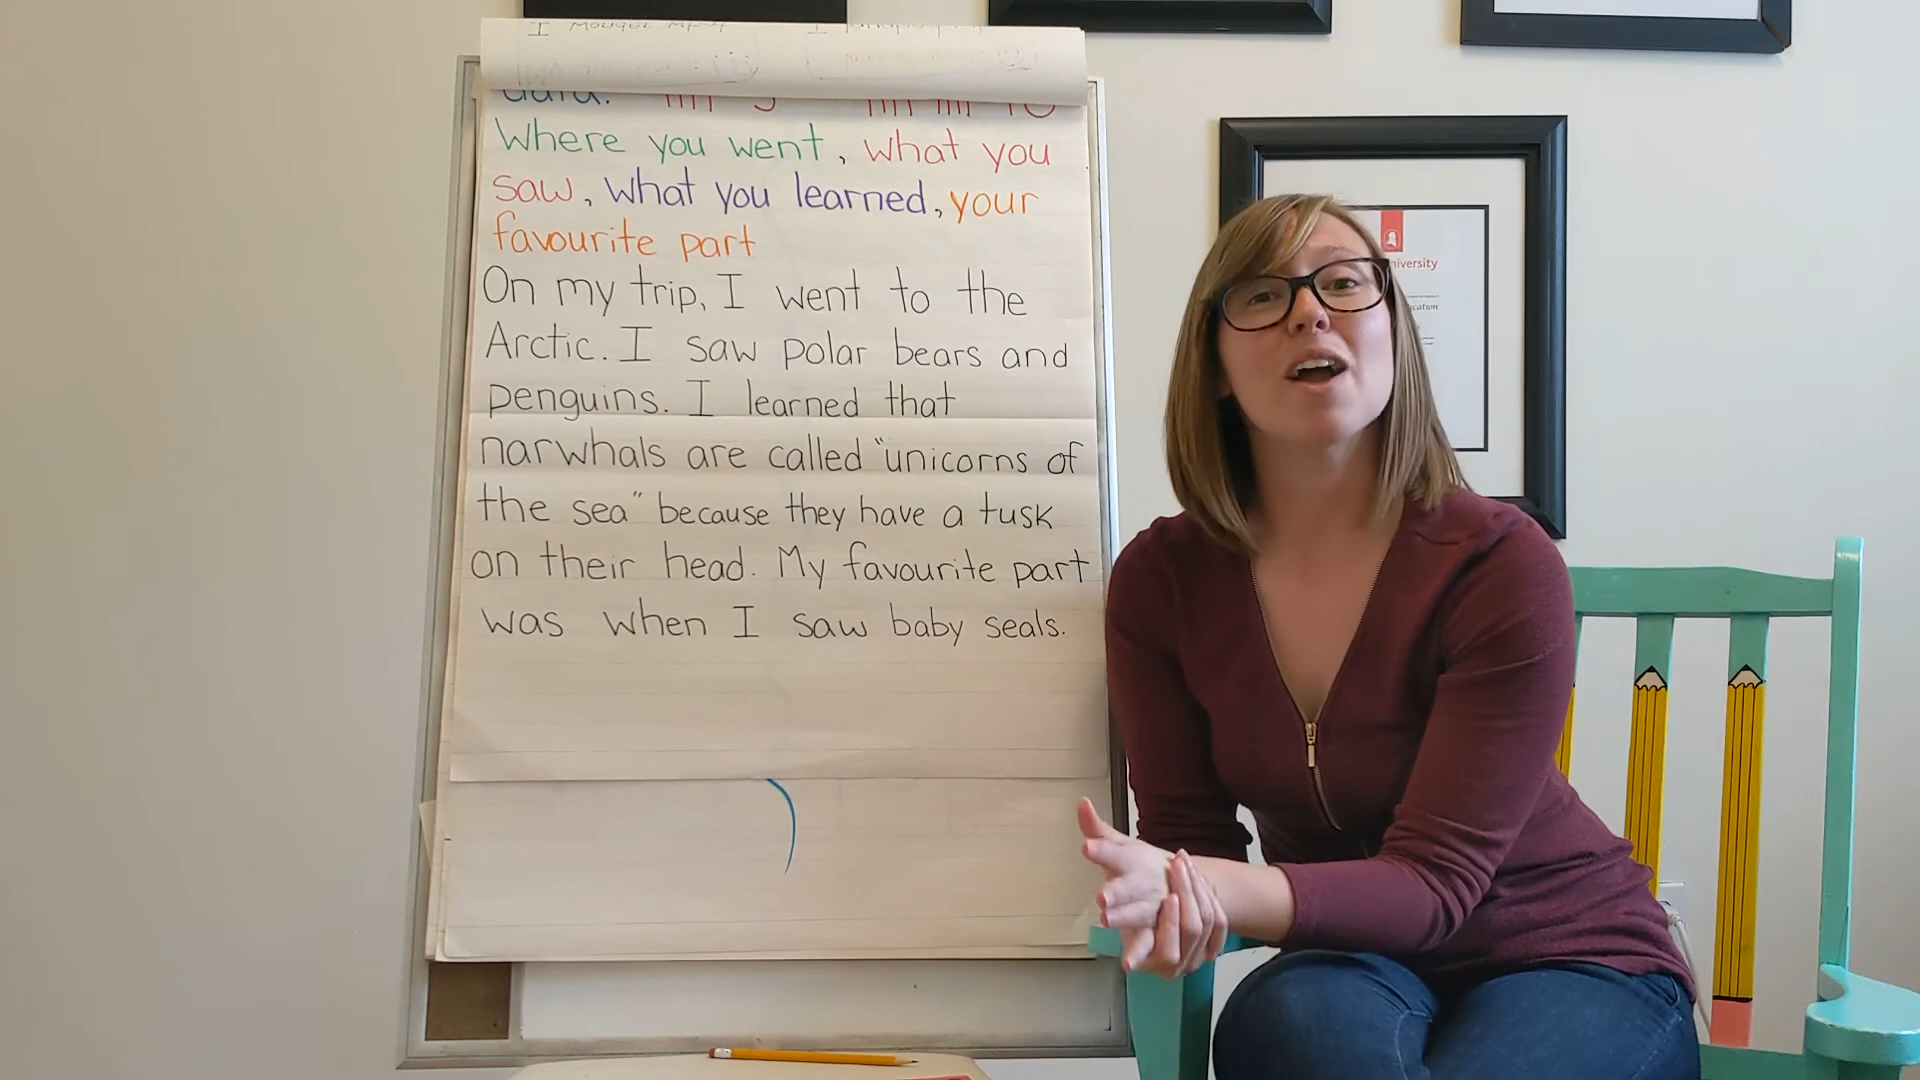 Where you went, what you
saw, what you learned, your
favourite part
On my trip, I went to the
Arctic. I saw polar bears and
penguins. I learned that
narwhals are called "unicorns of
the sea" because they have a tusk
on their head. My favourite part
was when I saw baby seals.